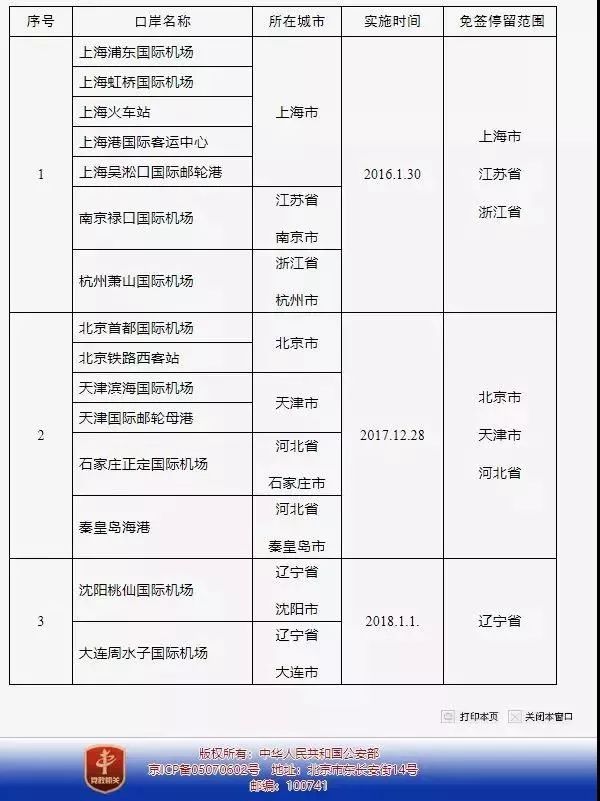 序号 口岸名称 所在城市 实施时间 免签停留范围
1
上海浦东国际机场
上海虹桥国际机场
上海火车站
上海港国际客运中心
上海吴淞口国际邮轮港
上海市
南京禄口国际机场
江苏省
南京市
杭州萧山国际机场
浙江省
杭州市
2016.1.30
上海市
江苏省
浙江省
2
北京首都国际机场
北京铁路西客站
北京市
天津滨海国际机场
天津国际邮轮母港
天津市
石家庄正定国际机场
河北省
石家庄市
秦皇岛海港
河北省
秦皇岛市
2017.12.28
北京市
天津市
河北省
3
沈阳桃仙国际机场
辽宁省
沈阳市
大连周水子国际机场
辽宁省
大连市
2018.1.1.
辽宁省
打印本页 关闭本窗口
党政机关
版权所有：中华人民共和国公安部
京ICP备05070602号 地址：北京市东长安街14号
邮编：100741